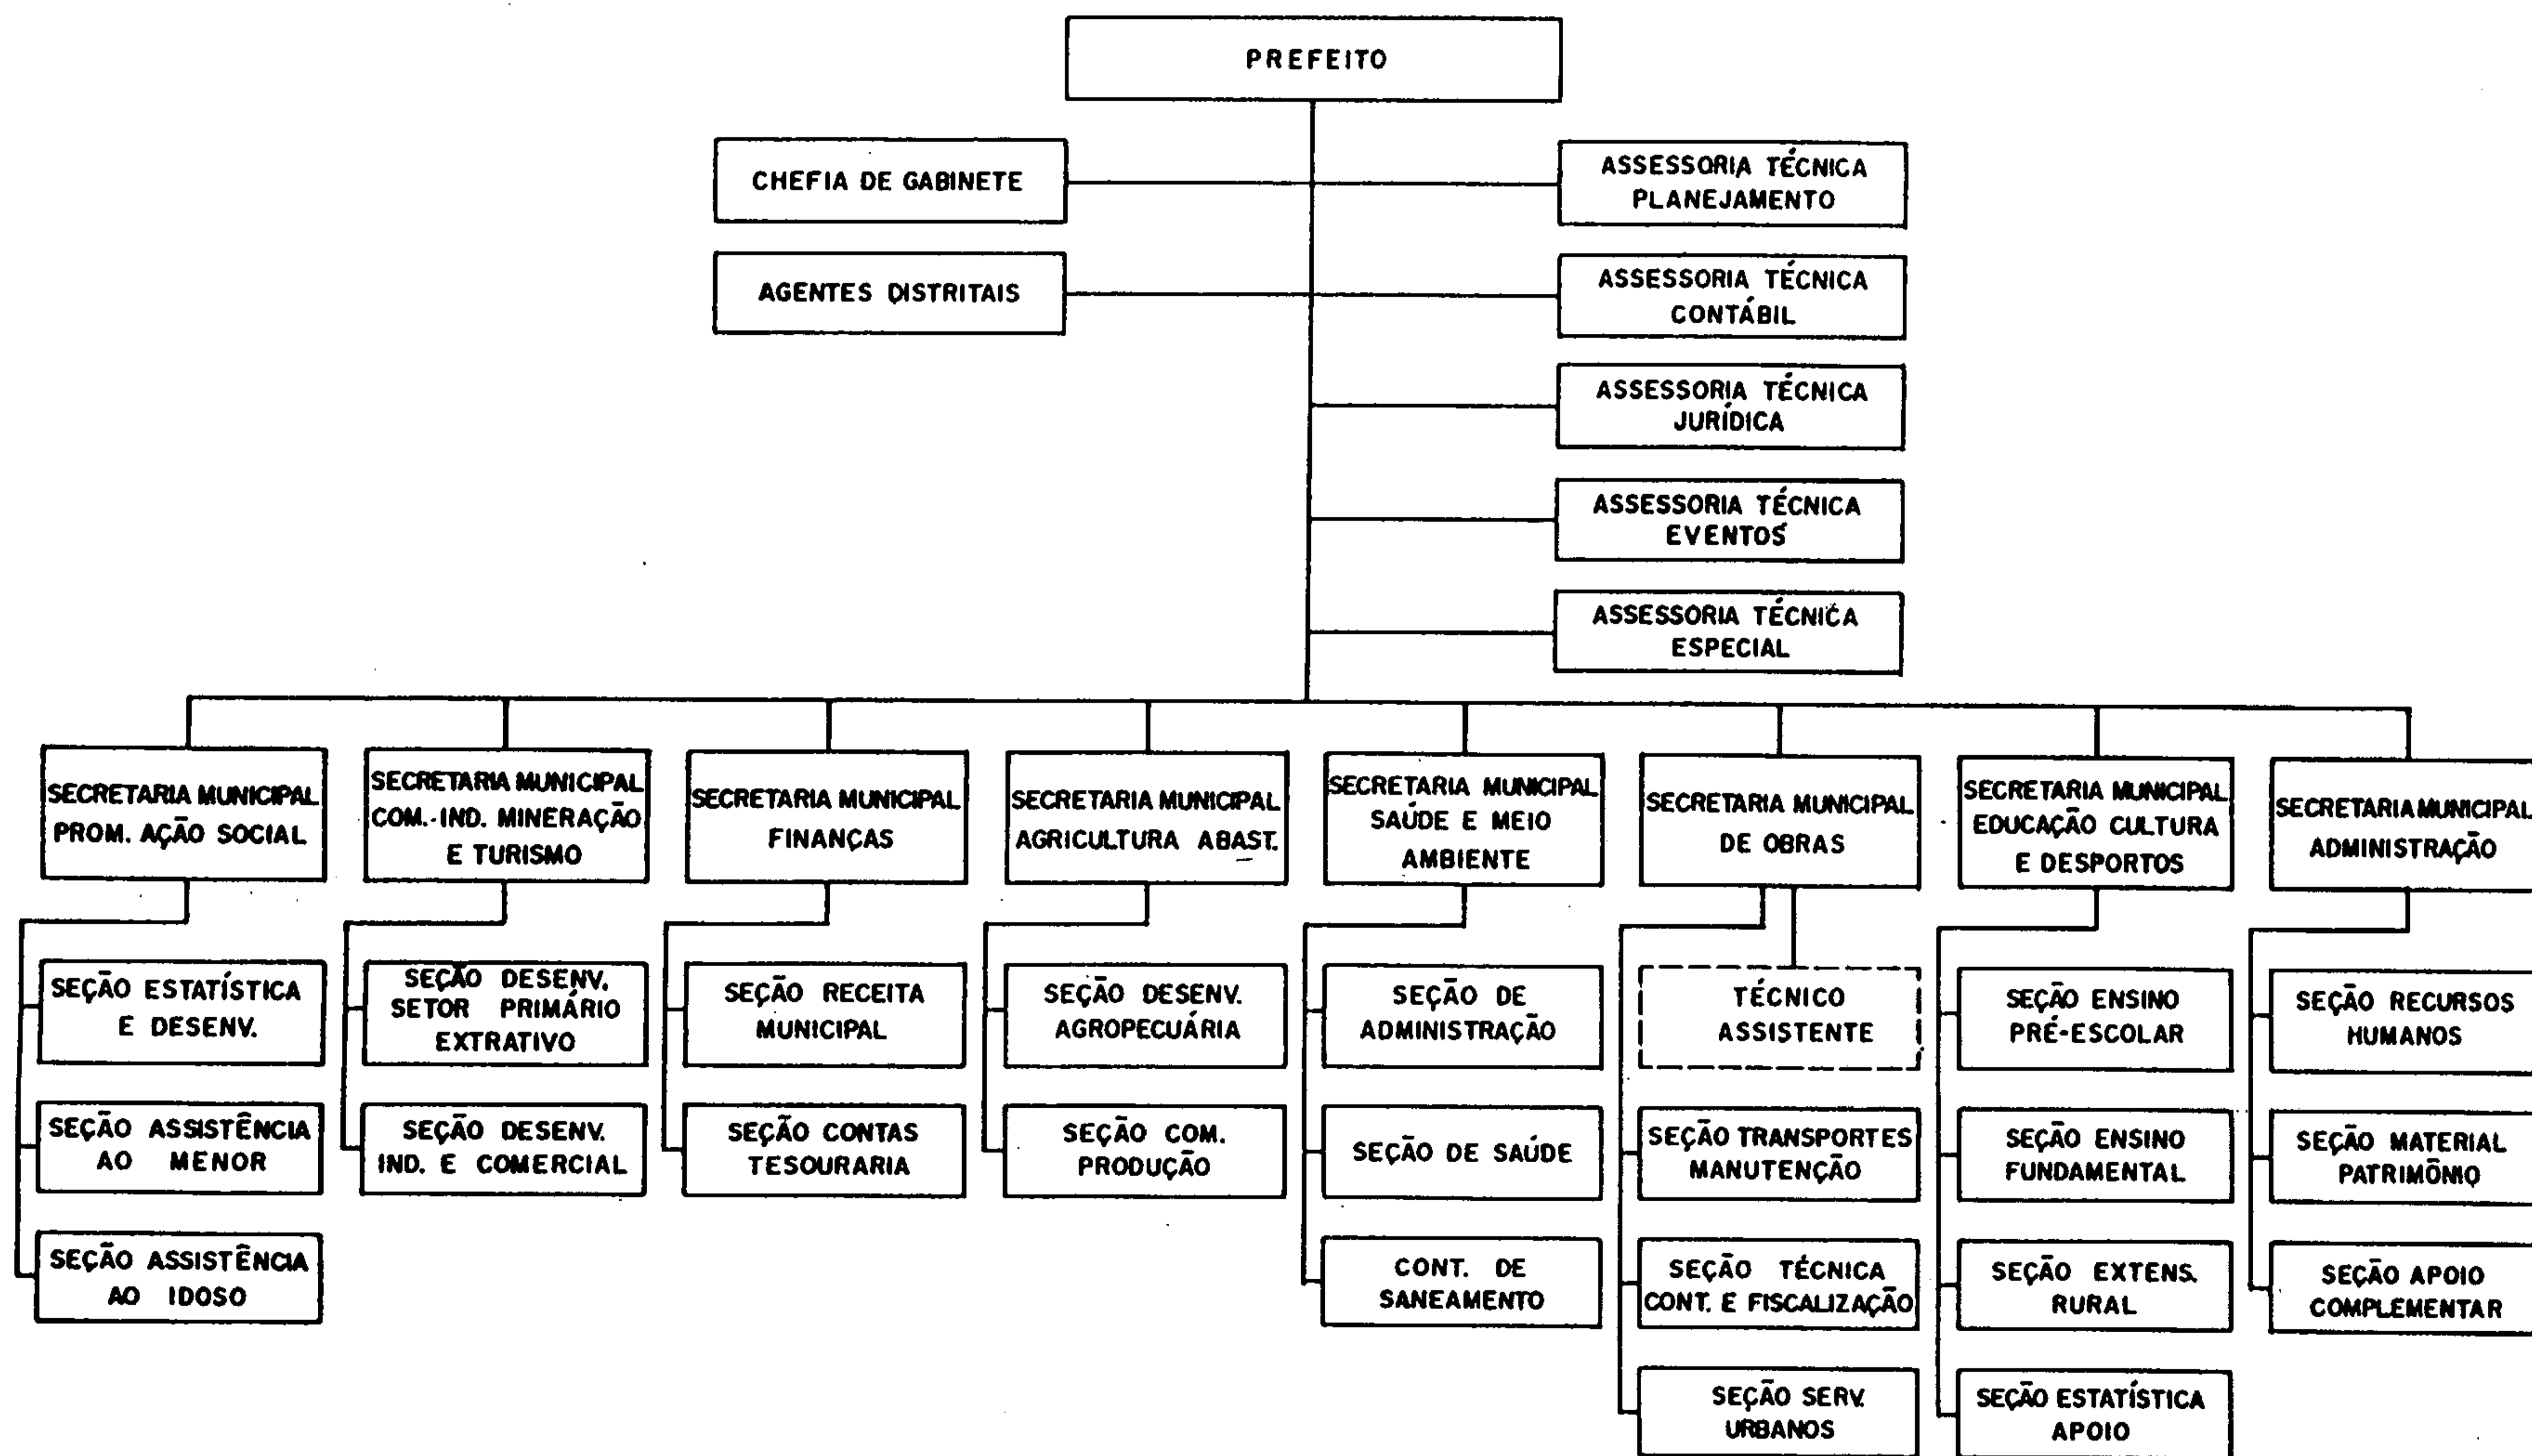 PREFEITO
CHEFIA DE GABINETE
ASSESSORIA TÉCNICA
PLANEJAMENTO
AGENTES DISTRITAIS
ASSESSORIA TÉCNICA
CONTÁBIL
ASSESSORIA TÉCNICA
JURÍDICA
ASSESSORIA TÉCNICA
EVENTOS
ASSESSORIA TÉCNICA
ESPECIAL
SECRETARIA MUNICIPAL
PROM. AÇÃO SOCIAL
SECRETARIA MUNICIPAL
COM.-IND. MINERAÇÃO
E TURISMO
SECRETARIA MUNICIPAL
FINANÇAS
SECRETARIA MUNICIPAL
AGRICULTURA ABAST.
SECRETARIA MUNICIPAL
SAÚDE E MEIO
AMBIENTE
SECRETARIA MUNICIPAL
DE OBRAS
SECRETARIA MUNICIPAL
EDUCAÇÃO CULTURA
E DESPORTOS
SECRETARIA MUNICIPAL
ADMINISTRAÇÃO
SEÇÃO ESTATÍSTICA
E DESENV.
SEÇÃO DESENV.
SETOR PRIMÁRIO
EXTRATIVO
SEÇÃO RECEITA
MUNICIPAL
SEÇÃO DESENV.
AGROPECUÁRIA
SEÇÃO DE
ADMINISTRAÇÃO
TÉCNICO
ASSISTENTE
SEÇÃO ENSINO
PRÉ-ESCOLAR
SEÇÃO RECURSOS
HUMANOS
SEÇÃO ASSISTÊNCIA
AO MENOR
SEÇÃO DESENV.
IND. E COMERCIAL
SEÇÃO CONTAS
TESOURARIA
SEÇÃO COM.
PRODUÇÃO
SEÇÃO DE SAÚDE
SEÇÃO TRANSPORTES
MANUTENÇÃO
SEÇÃO ENSINO
FUNDAMENTAL
SEÇÃO MATERIAL
PATRIMÔNIO
SEÇÃO ASSISTÊNCIA
AO IDOSO
CONT. DE
SANEAMENTO
SEÇÃO TÉCNICA
CONT. E FISCALIZAÇÃO
SEÇÃO EXTENS.
RURAL
SEÇÃO APOIO
COMPLEMENTAR
SEÇÃO SERV.
URBANOS
SEÇÃO ESTATÍSTICA
APOIO